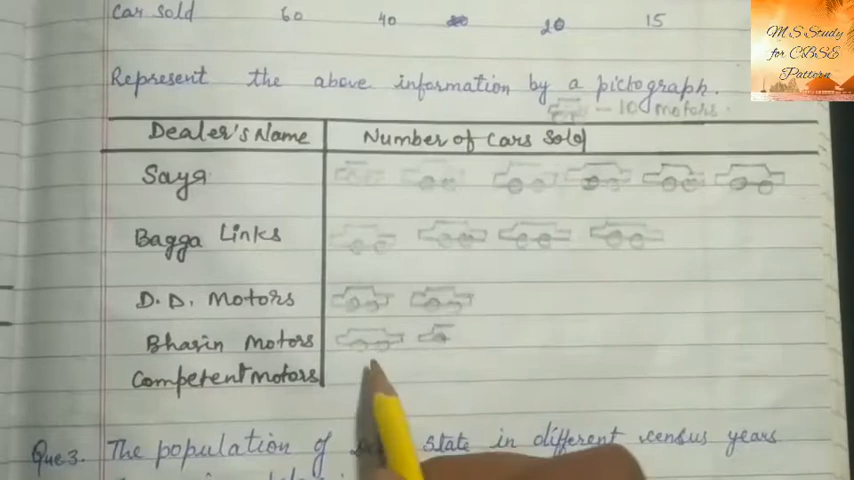 Car Sold 60 40 20 15
M S Study
for CBSE
Pattern
Represent the above information by a pictograph.
– 10 motors.
Dealer's Name Number of Cars Sold
Saya
Bagga Links
D.D. Motors
Bhasin Motors
Competent Motors
Que 3. The population of State in different census years